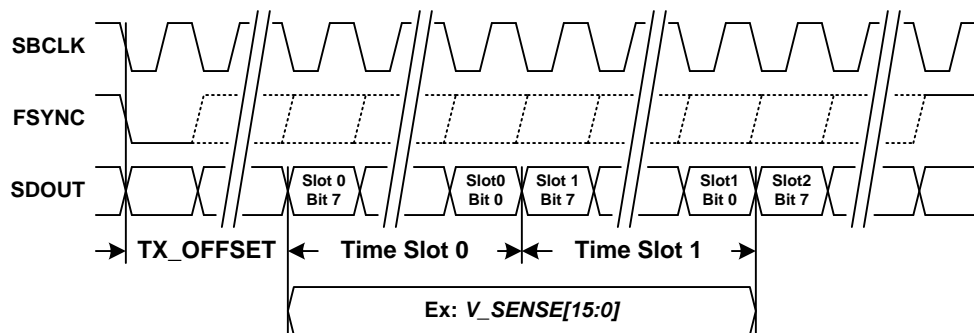 SBCLK
FSYNC
SDOUT
Slot 0
Bit 7
Slot0
Bit 0
Slot 1
Bit 7
Slot1
Bit 0
Slot2
Bit 7
TX_OFFSET
Time Slot 0
Time Slot 1
Ex: V_SENSE[15:0]